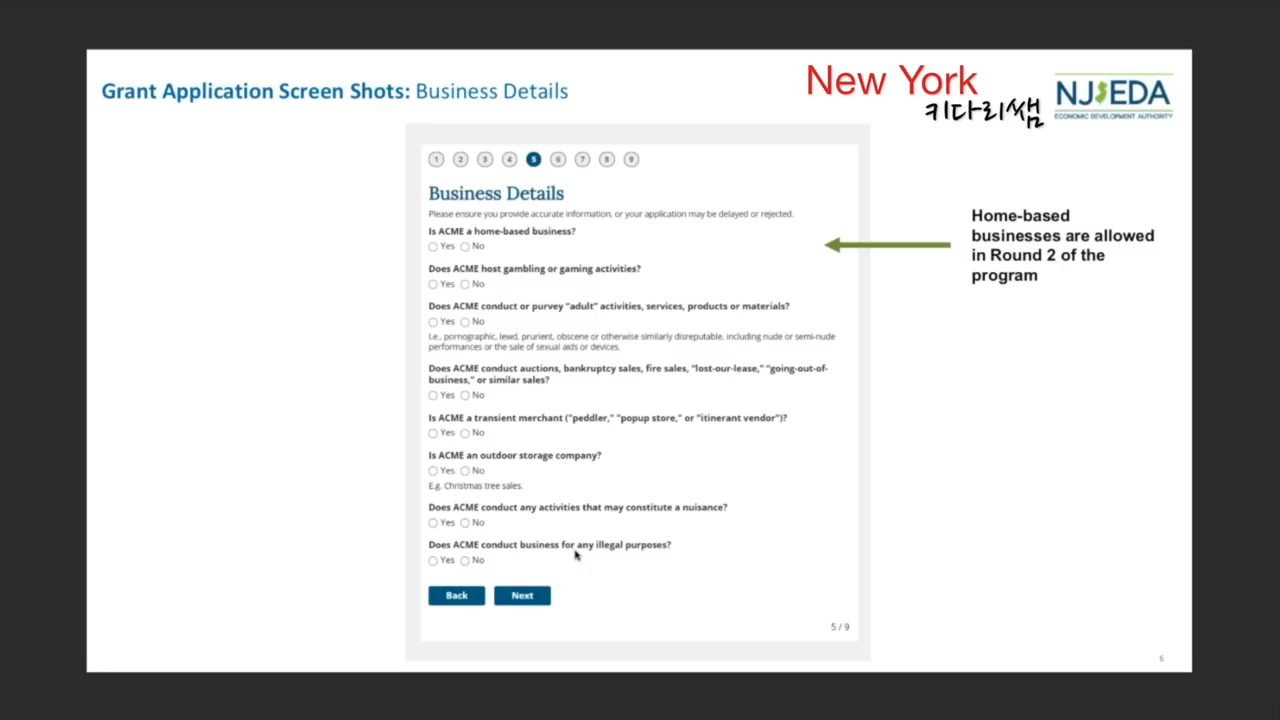 Grant Application Screen Shots: Business Details
New York
키다리쌤
NJEDA
ECONOMIC DEVELOPMENT AUTHORITY
1 2 3 4 5 6 7 8 9
Business Details
Please ensure you provide accurate information, or your application may be delayed or rejected.
Is ACME a home-based business?
Yes No
Home-based
businesses are allowed
in Round 2 of the
program
Does ACME host gambling or gaming activities?
Yes No
Does ACME conduct or purvey "adult" activities, services, products or materials?
Yes No
I.e., pornographic, lewd, prurient, obscene or otherwise similarly disreputable, including nude or semi-nude
performances or the sale of sexual aids or devices.
Does ACME conduct auctions, bankruptcy sales, fire sales, "lost-our-lease," "going-out-of-
business," or similar sales?
Yes No
Is ACME a transient merchant ("peddler," "popup store," or "itinerant vendor")?
Yes No
Is ACME an outdoor storage company?
Yes No
E.g. Christmas tree sales.
Does ACME conduct any activities that may constitute a nuisance?
Yes No
Does ACME conduct business for any illegal purposes?
Yes No
Back Next
5 / 9
6